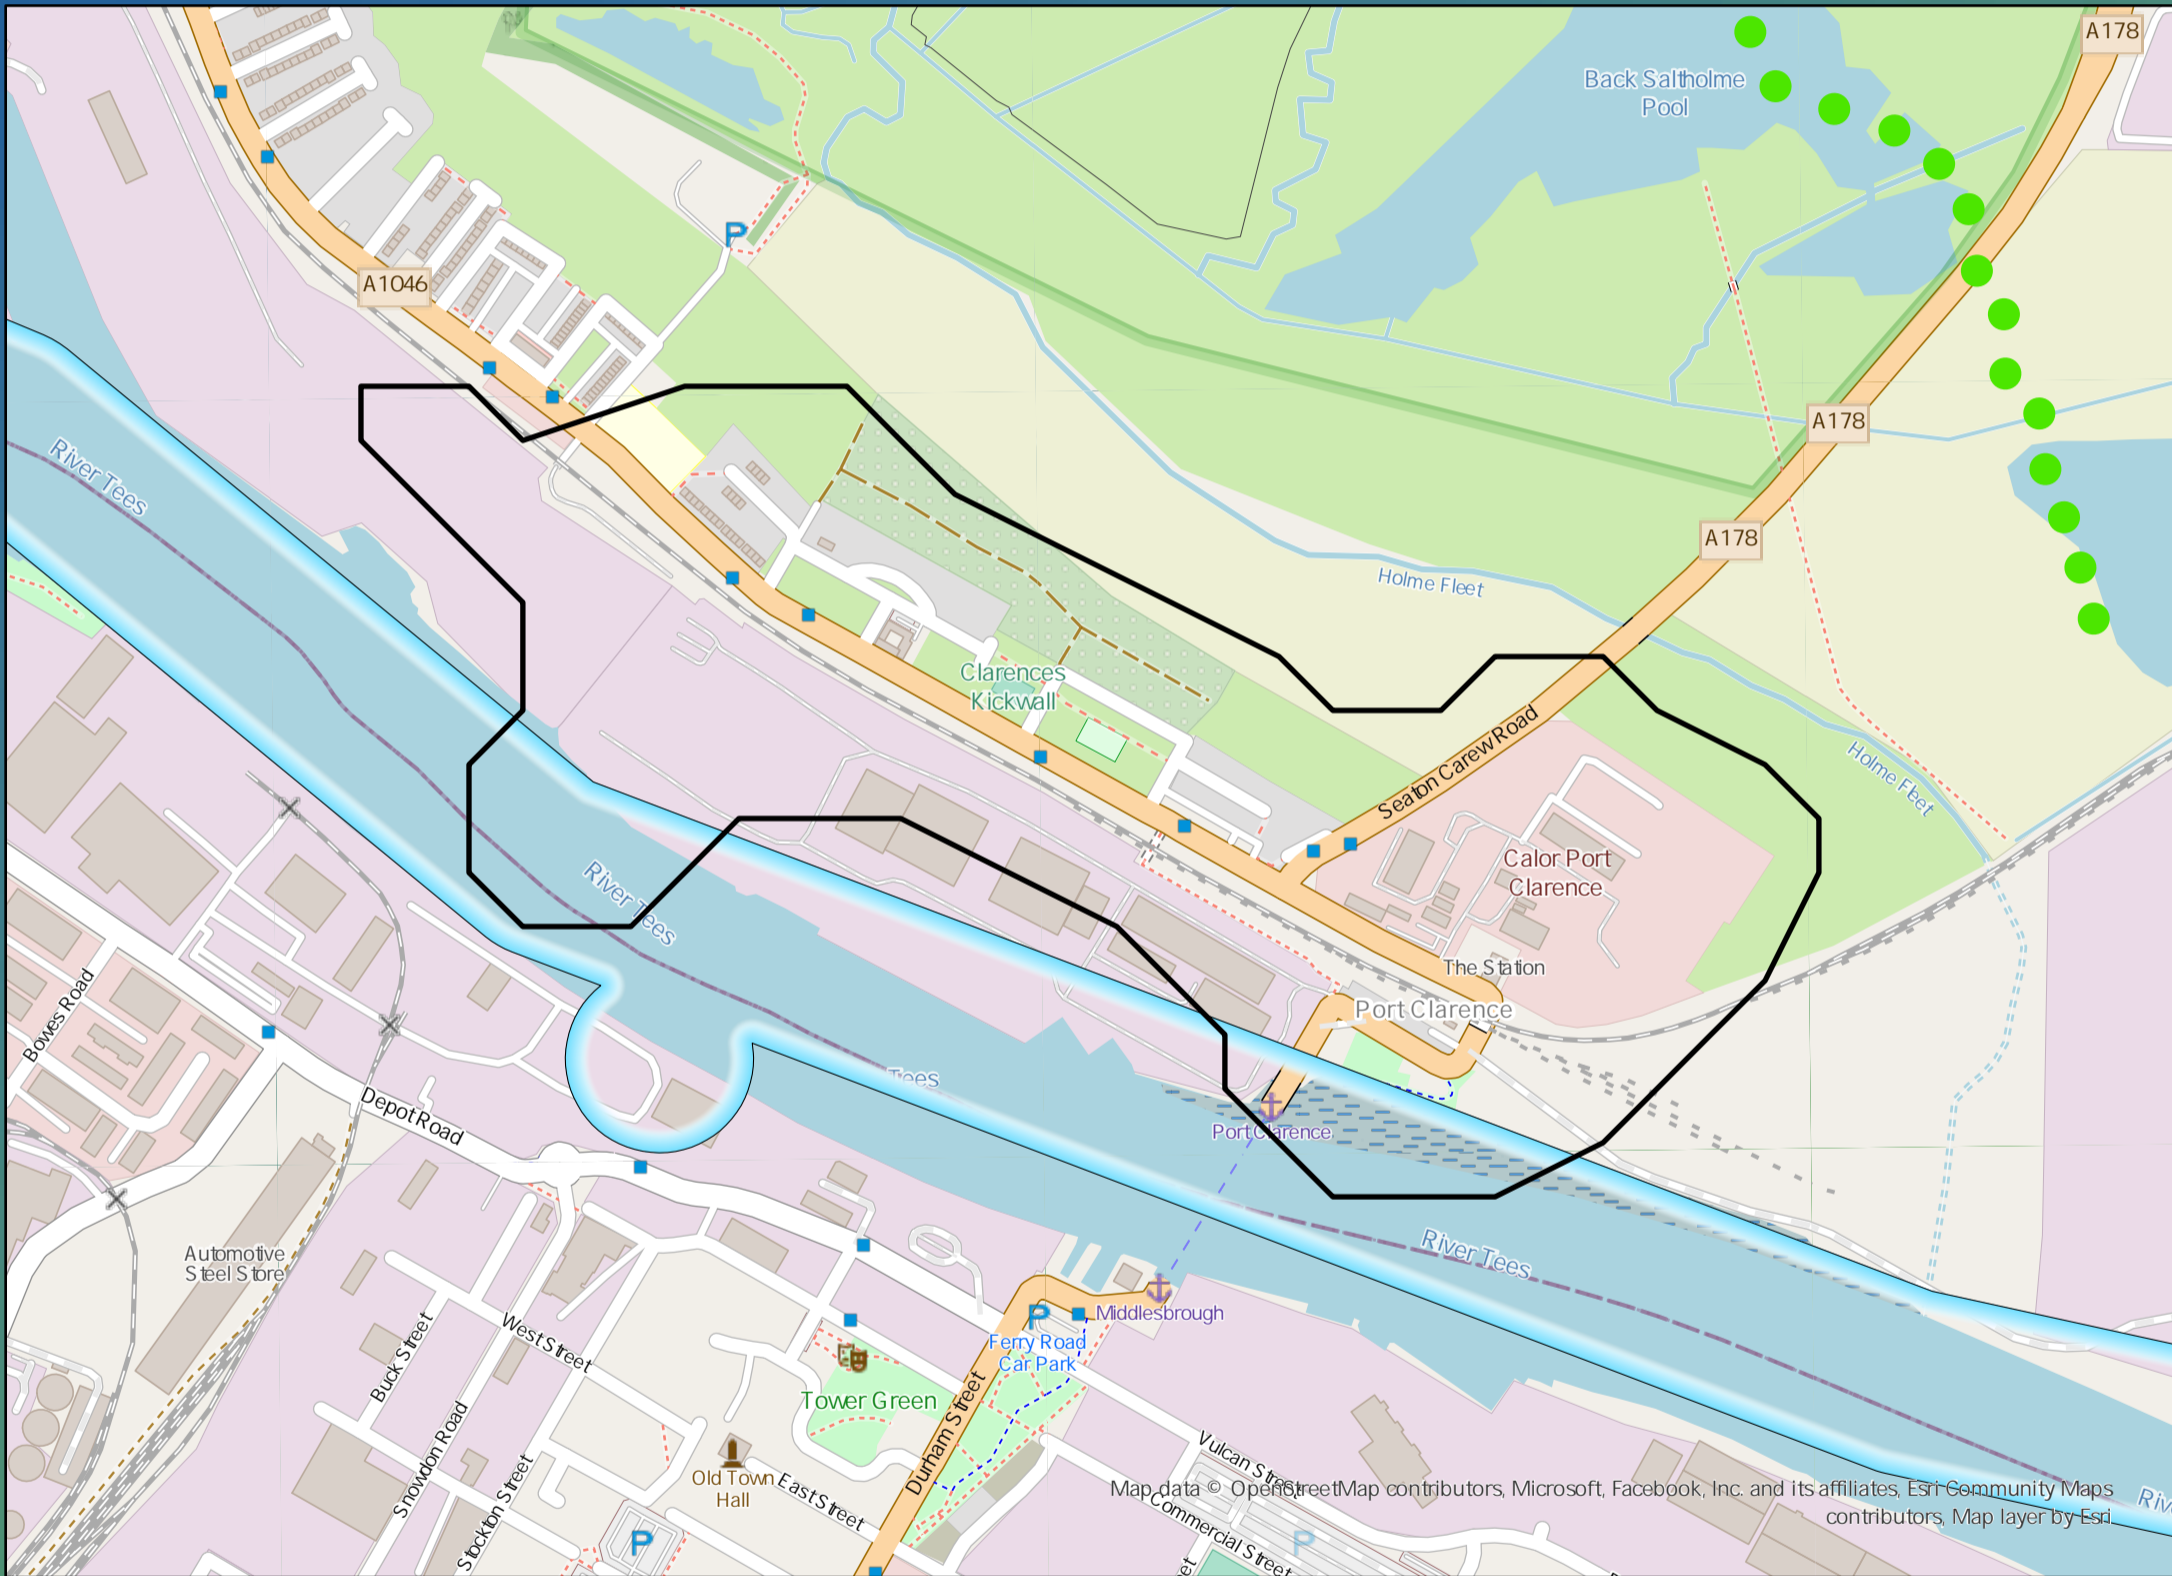 A178
Back Saltholme
Pool
P
A1046
A178
River Tees
A178
Holme Fleet
Clarences
Kickwall
Seaton Carew Road
Holme Fleet
Calor Port
Clarence
River Tees
The Station
Port Clarence
Bowes Road
Tees
Depot Road
Port Clarence
River Tees
Automotive
Steel Store
Middlesbrough
P
Ferry Road
Car Park
Buck Street
West Street
Tower Green
Durham Street
Snowdon Road
Old Town
Hall
East Street
Stockton Street
Vulcan Street
Commercial Street
P
P
Map data © OpenStreetMap contributors, Microsoft, Facebook, Inc. and its affiliates, Esri Community Maps
contributors, Map layer by Esri